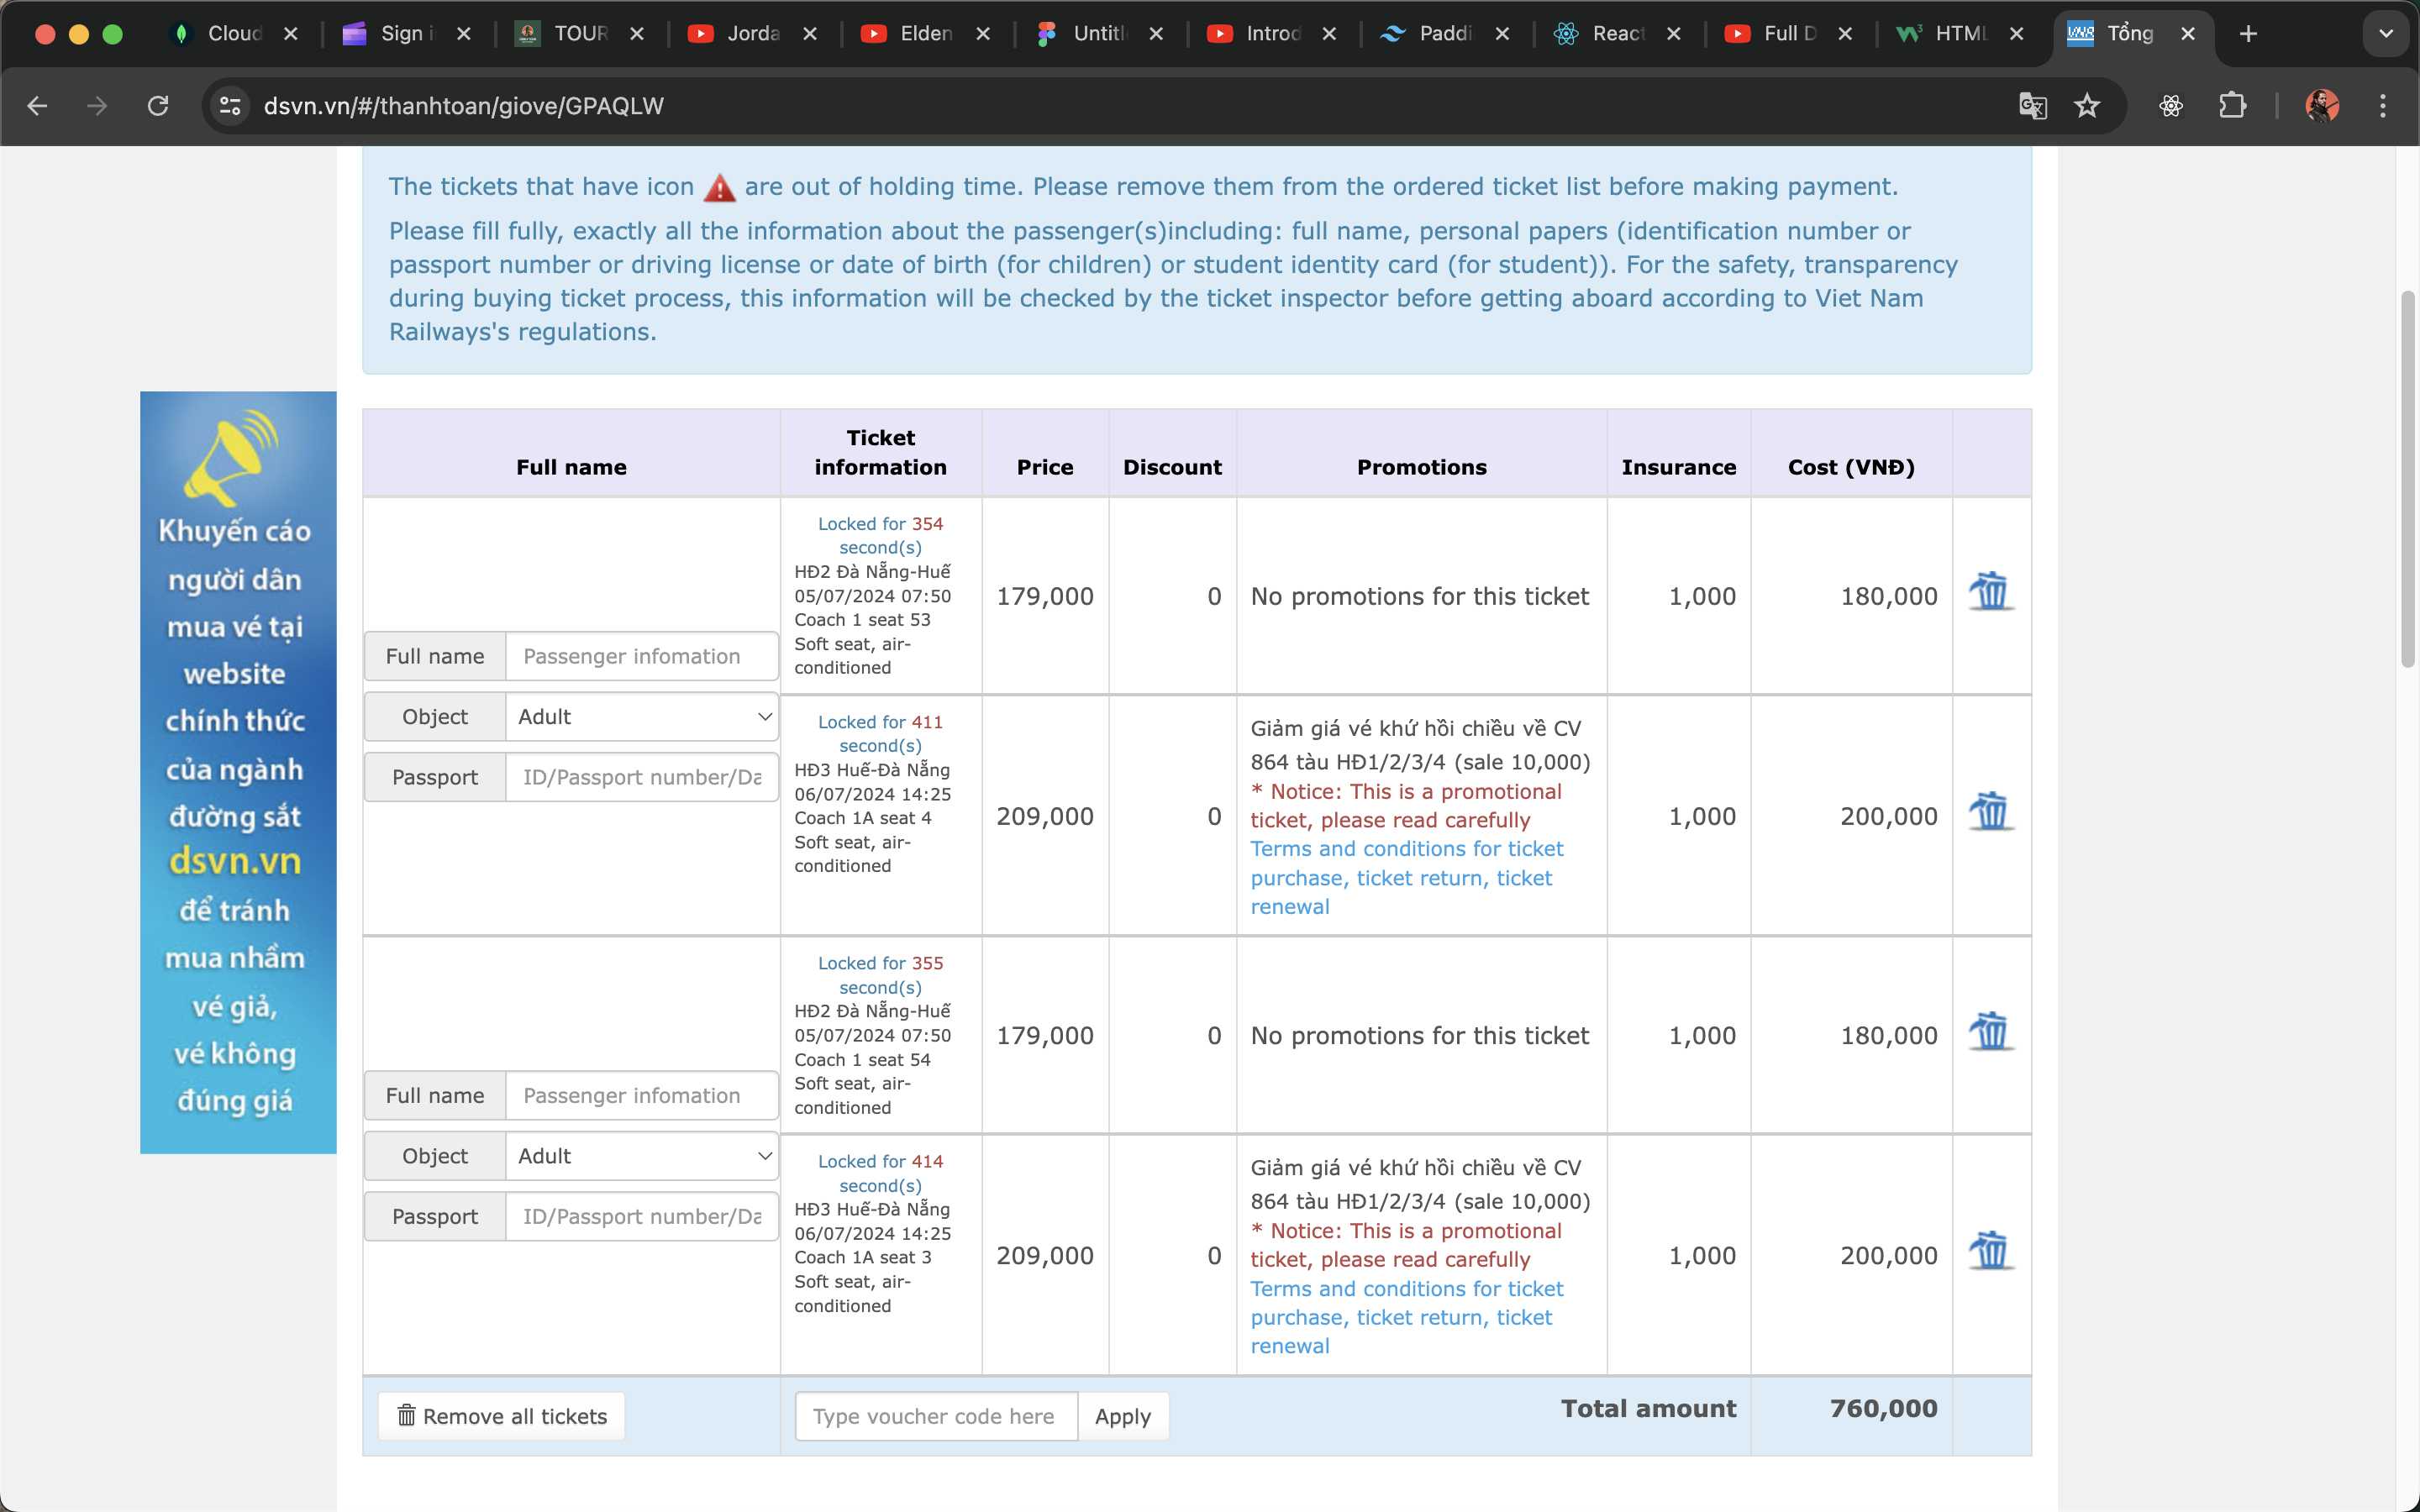 Cloud
Sign i
TOUR
Jorda
Elden
Untitl
Introd
Paddi
React
Full D
HTML
Tổng
dsvn.vn/#/thanhtoan/giove/GPAQLW
The tickets that have icon are out of holding time. Please remove them from the ordered ticket list before making payment.
Please fill fully, exactly all the information about the passenger(s)including: full name, personal papers (identification number or
passport number or driving license or date of birth (for children) or student identity card (for student)). For the safety, transparency
during buying ticket process, this information will be checked by the ticket inspector before getting aboard according to Viet Nam
Railways's regulations.
Khuyến cáo
người dân
mua vé tại
website
chính thức
của ngành
đường sắt
dsvn.vn
để tránh
mua nhầm
vé giả,
vé không
đúng giá
Full name
Ticket
information
Price
Discount
Promotions
Insurance
Cost (VNĐ)
Full name
Passenger infomation
Object
Adult
Passport
ID/Passport number/Da
Locked for 354
second(s)
HĐ2 Đà Nẵng-Huế
05/07/2024 07:50
Coach 1 seat 53
Soft seat, air-
conditioned
179,000
0
No promotions for this ticket
1,000
180,000
Locked for 411
second(s)
HĐ3 Huế-Đà Nẵng
06/07/2024 14:25
Coach 1A seat 4
Soft seat, air-
conditioned
209,000
0
Giảm giá vé khứ hồi chiều về CV
864 tàu HĐ1/2/3/4 (sale 10,000)
* Notice: This is a promotional
ticket, please read carefully
Terms and conditions for ticket
purchase, ticket return, ticket
renewal
1,000
200,000
Full name
Passenger infomation
Object
Adult
Passport
ID/Passport number/Da
Locked for 355
second(s)
HĐ2 Đà Nẵng-Huế
05/07/2024 07:50
Coach 1 seat 54
Soft seat, air-
conditioned
179,000
0
No promotions for this ticket
1,000
180,000
Locked for 414
second(s)
HĐ3 Huế-Đà Nẵng
06/07/2024 14:25
Coach 1A seat 3
Soft seat, air-
conditioned
209,000
0
Giảm giá vé khứ hồi chiều về CV
864 tàu HĐ1/2/3/4 (sale 10,000)
* Notice: This is a promotional
ticket, please read carefully
Terms and conditions for ticket
purchase, ticket return, ticket
renewal
1,000
200,000
Remove all tickets
Type voucher code here
Apply
Total amount
760,000